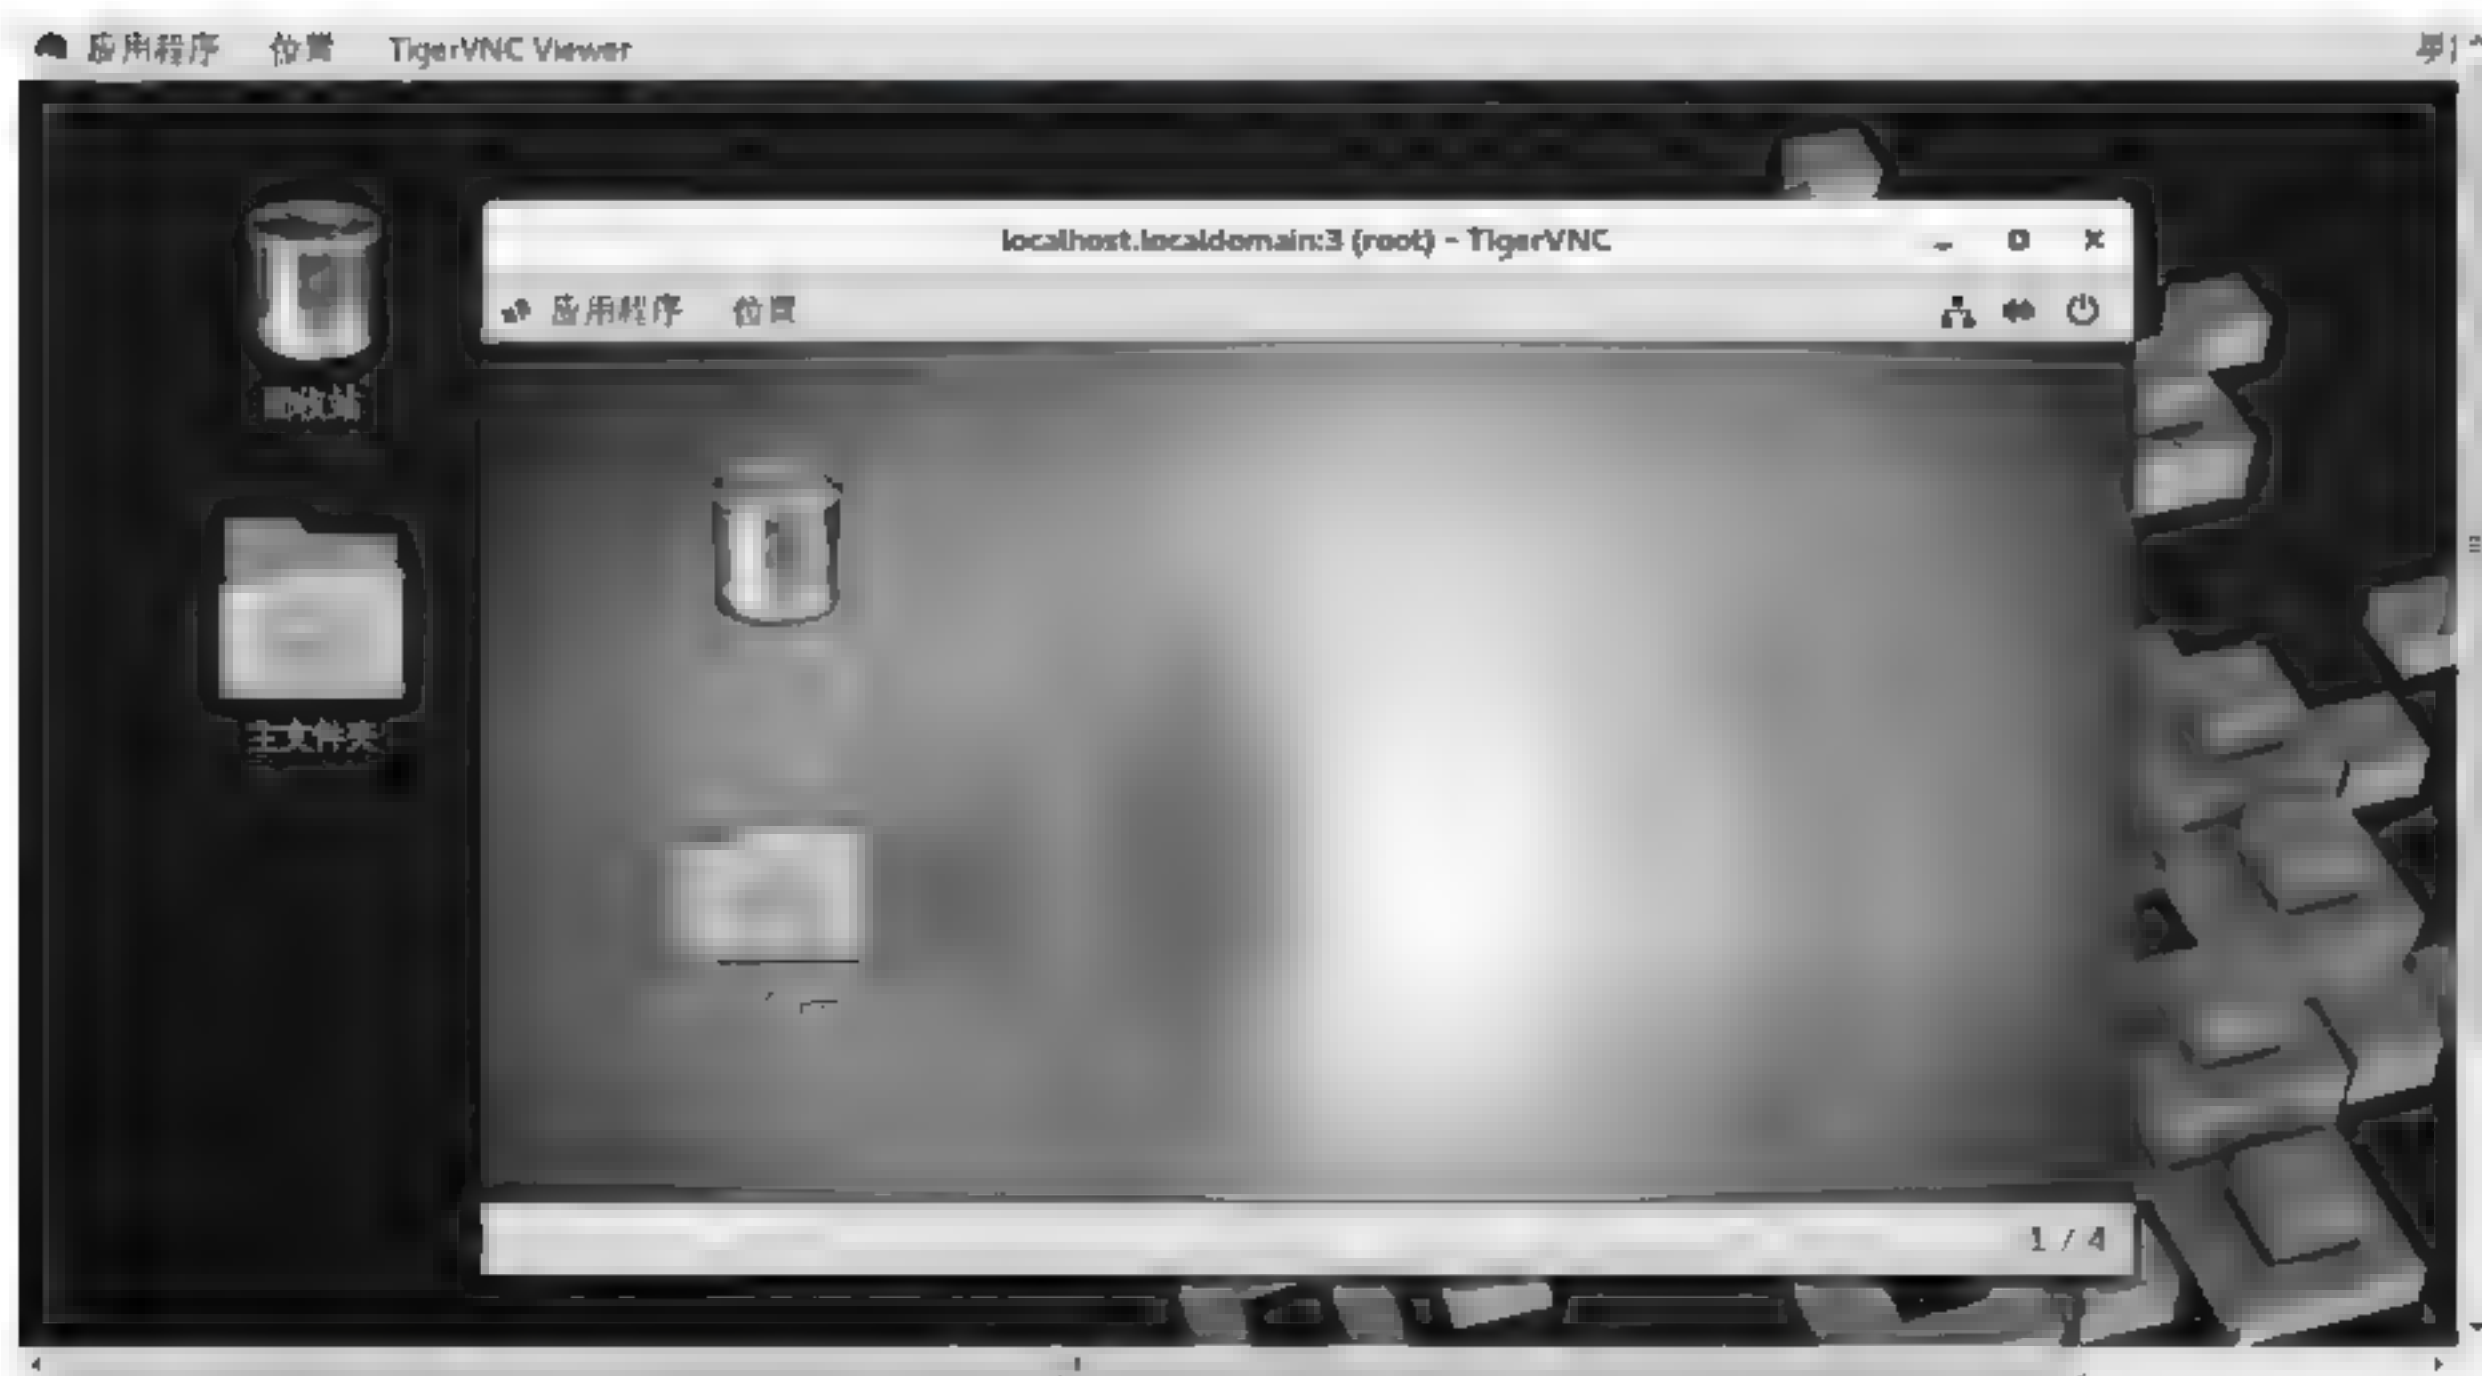 应用程序 位置 TigerVNC Viewer
localhost.localdomain:3 (root) - TigerVNC
应用程序 位置
回收站
主文件夹
1 / 4